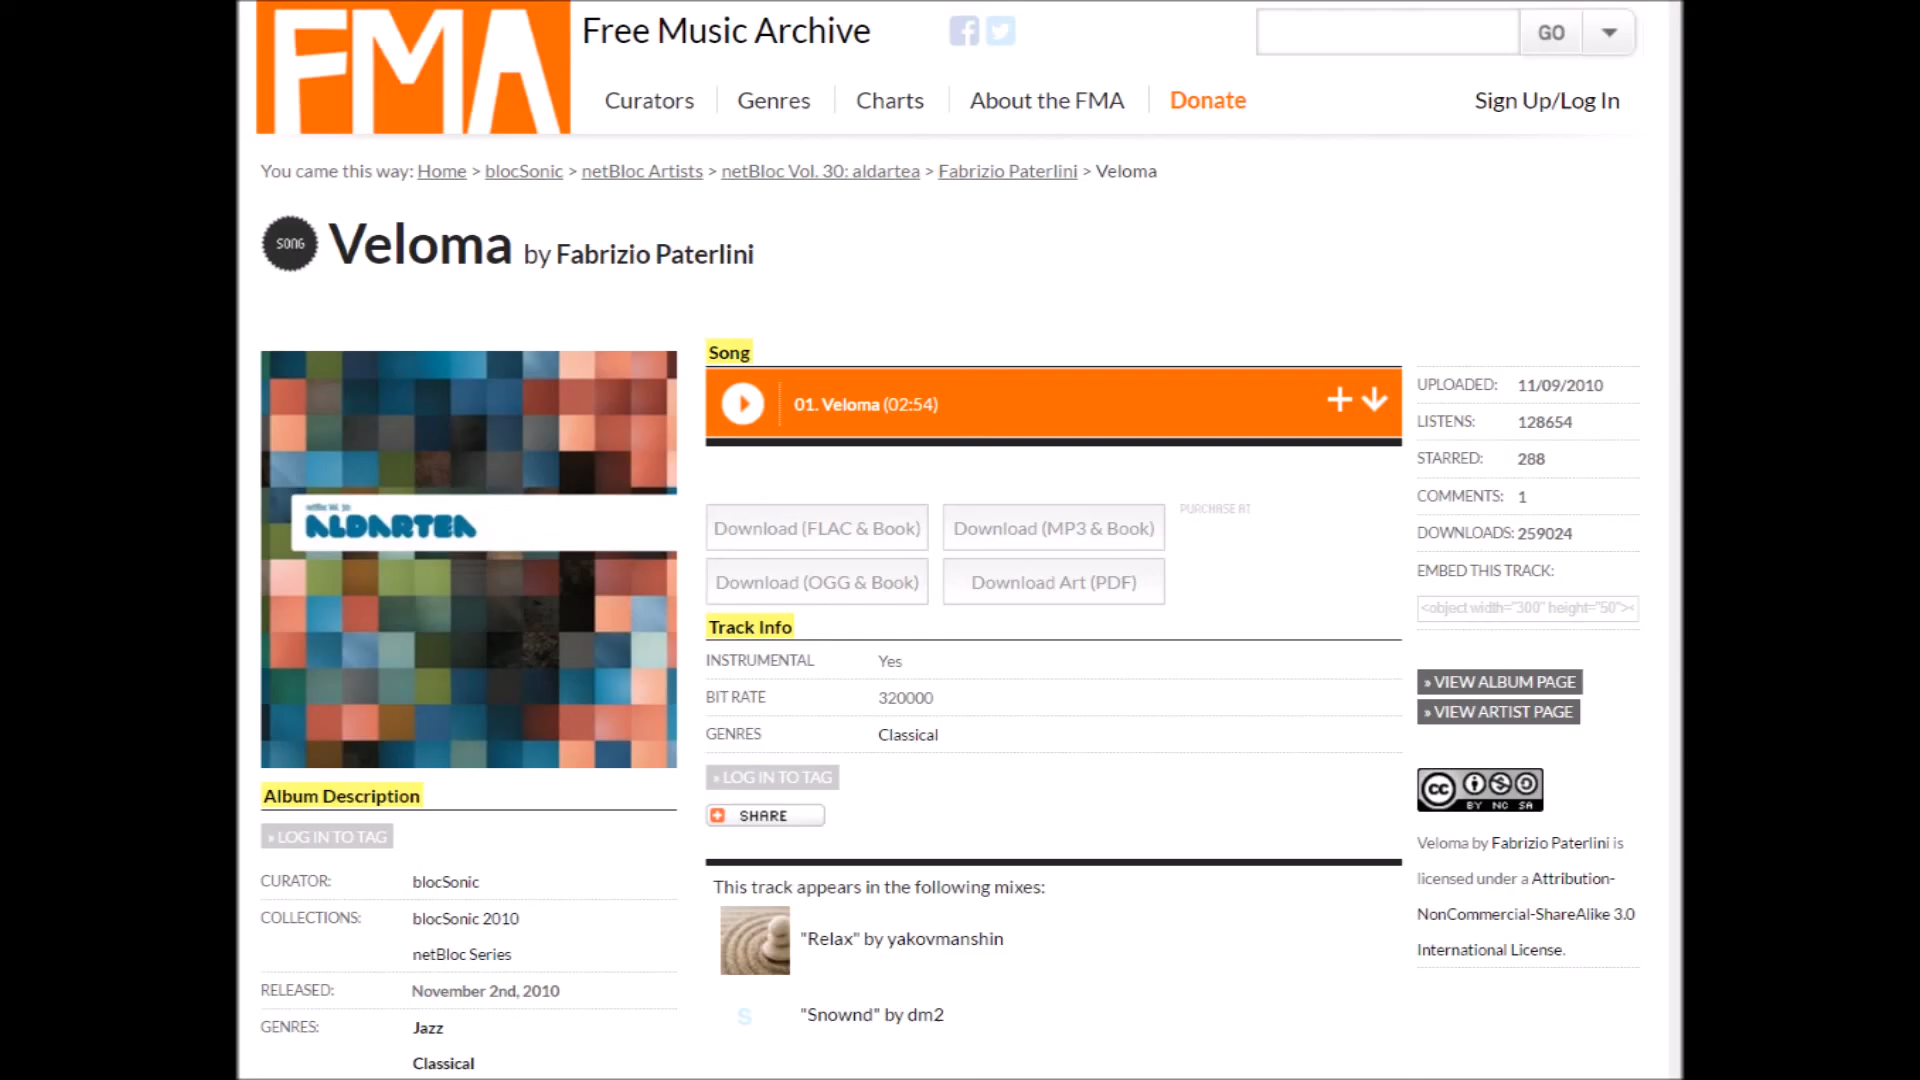 FMA
Free Music Archive
GO
Curators
Genres
Charts
About the FMA
Donate
Sign Up/Log In
You came this way: Home > blocSonic > netBloc Artists > netBloc Vol. 30: aldartea > Fabrizio Paterlini > Veloma
SONG
Veloma by Fabrizio Paterlini
netBloc Vol. 30:
ALDARTEA
Album Description
» LOG IN TO TAG
CURATOR: blocSonic
COLLECTIONS: blocSonic 2010
netBloc Series
RELEASED: November 2nd, 2010
GENRES: Jazz
Classical
Song
01. Veloma (02:54)
Download (FLAC & Book)
Download (MP3 & Book)
PURCHASE AT
Download (OGG & Book)
Download Art (PDF)
Track Info
INSTRUMENTAL Yes
BIT RATE 320000
GENRES Classical
» LOG IN TO TAG
SHARE
This track appears in the following mixes:
"Relax" by yakovmanshin
S
"Snownd" by dm2
UPLOADED: 11/09/2010
LISTENS: 128654
STARRED: 288
COMMENTS: 1
DOWNLOADS: 259024
EMBED THIS TRACK:
<object width="300" height="50"><
» VIEW ALBUM PAGE
» VIEW ARTIST PAGE
cc
BY NC SA
Veloma by Fabrizio Paterlini is
licensed under a Attribution-
NonCommercial-ShareAlike 3.0
International License.